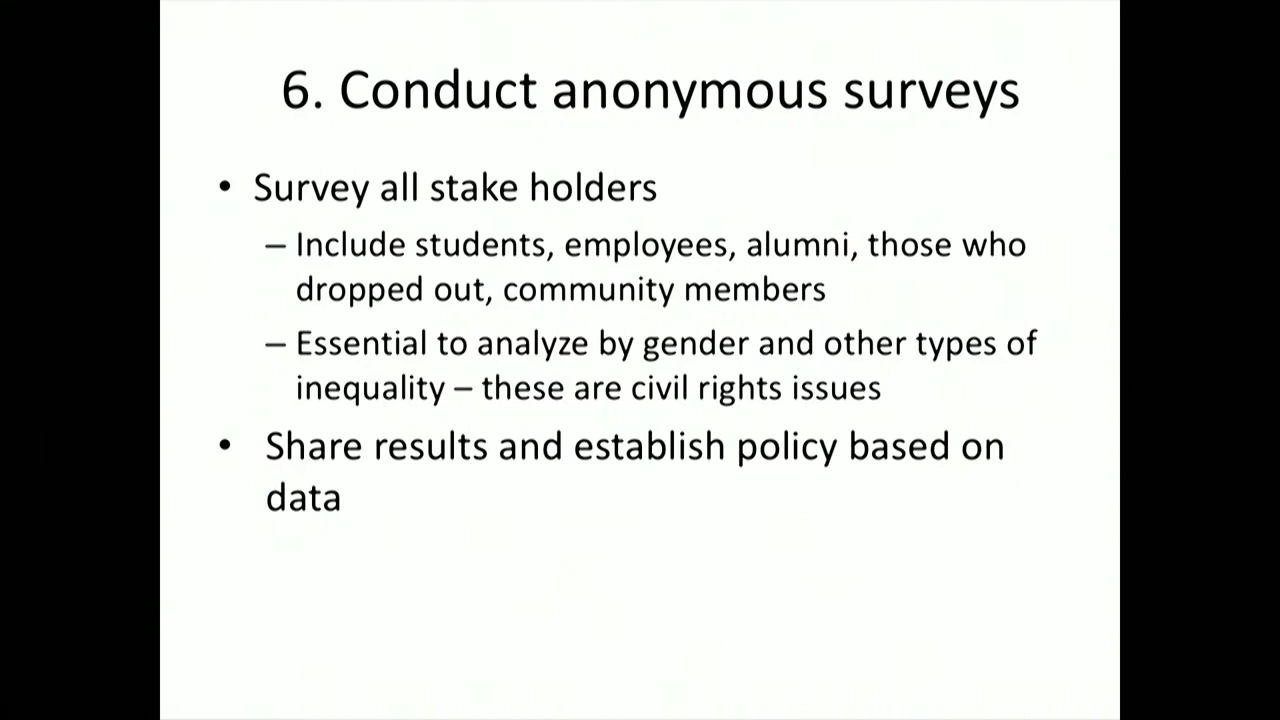 6. Conduct anonymous surveys
• Survey all stake holders
– Include students, employees, alumni, those who
dropped out, community members
– Essential to analyze by gender and other types of
inequality – these are civil rights issues
• Share results and establish policy based on
data